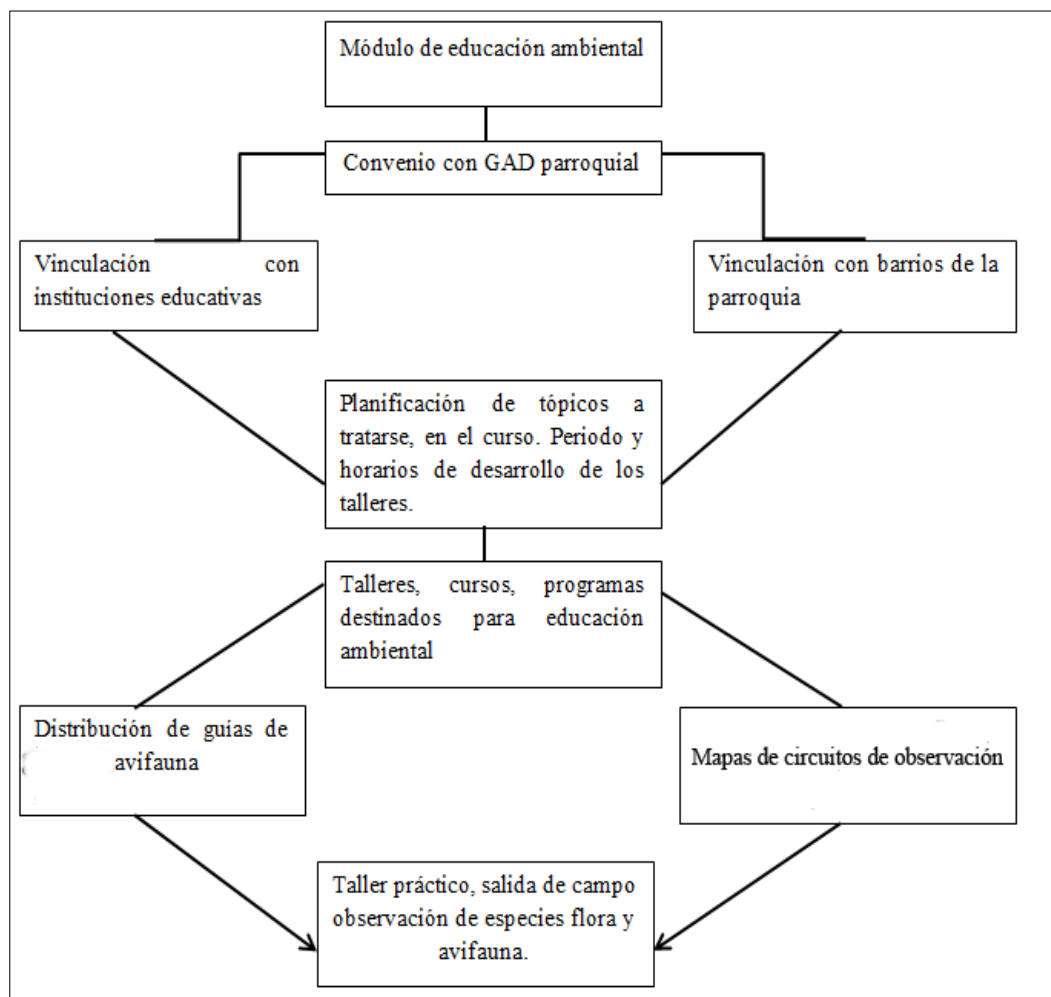 Módulo de educación ambiental
Convenio con GAD parroquial
Vinculación con
instituciones educativas
Vinculación con barrios de la
parroquia
Planificación de tópicos a
tratarse, en el curso. Periodo y
horarios de desarrollo de los
talleres.
Talleres, cursos, programas
destinados para educación
ambiental
Distribución de guías de
avifauna
Mapas de circuitos de observación
Taller práctico, salida de campo
observación de especies flora y
avifauna.